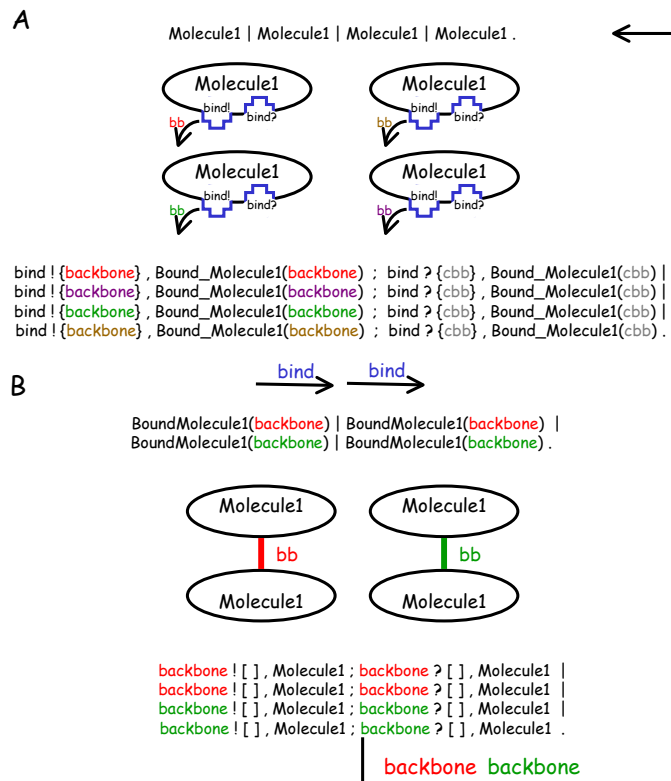 A
Molecule1 | Molecule1 | Molecule1 | Molecule1 .
Molecule1 Molecule1
bind! bind? bind! bind?
bb bb
Molecule1 Molecule1
bind! bind? bind! bind?
bb bb
bind ! {backbone} , Bound_Molecule1(backbone) ; bind ? {cbb} , Bound_Molecule1(cbb) |
bind ! {backbone} , Bound_Molecule1(backbone) ; bind ? {cbb} , Bound_Molecule1(cbb) |
bind ! {backbone} , Bound_Molecule1(backbone) ; bind ? {cbb} , Bound_Molecule1(cbb) |
bind ! {backbone} , Bound_Molecule1(backbone) ; bind ? {cbb} , Bound_Molecule1(cbb) .
bind bind
B
BoundMolecule1(backbone) | BoundMolecule1(backbone) |
BoundMolecule1(backbone) | BoundMolecule1(backbone) .
Molecule1 Molecule1
bb bb
Molecule1 Molecule1
backbone ! [ ] , Molecule1 ; backbone ? [ ] , Molecule1 |
backbone ! [ ] , Molecule1 ; backbone ? [ ] , Molecule1 |
backbone ! [ ] , Molecule1 ; backbone ? [ ] , Molecule1 |
backbone ! [ ] , Molecule1 ; backbone ? [ ] , Molecule1 .
backbone backbone